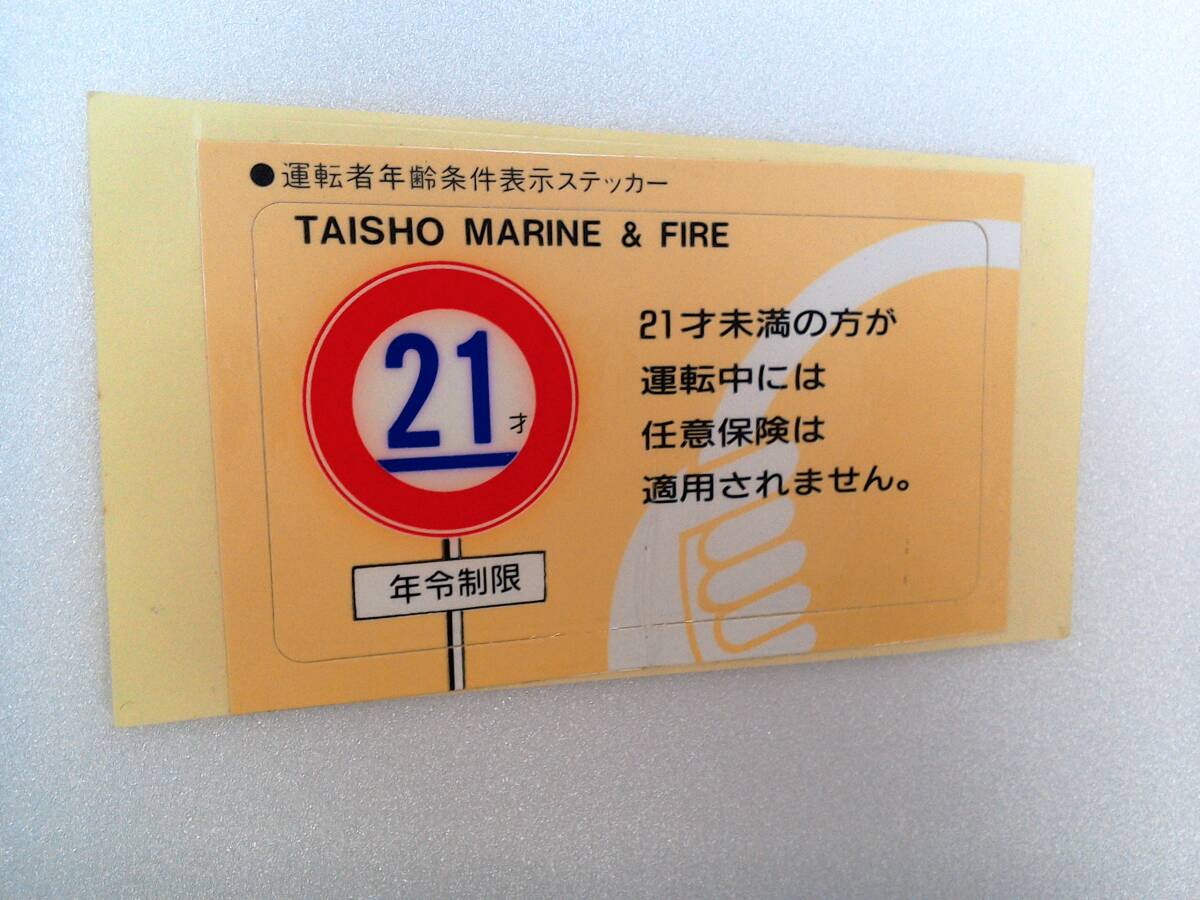 ●運転者年齢条件表示ステッカー
TAISHO MARINE & FIRE
21才
年令制限
21才未満の方が
運転中には
任意保険は
適用されません。